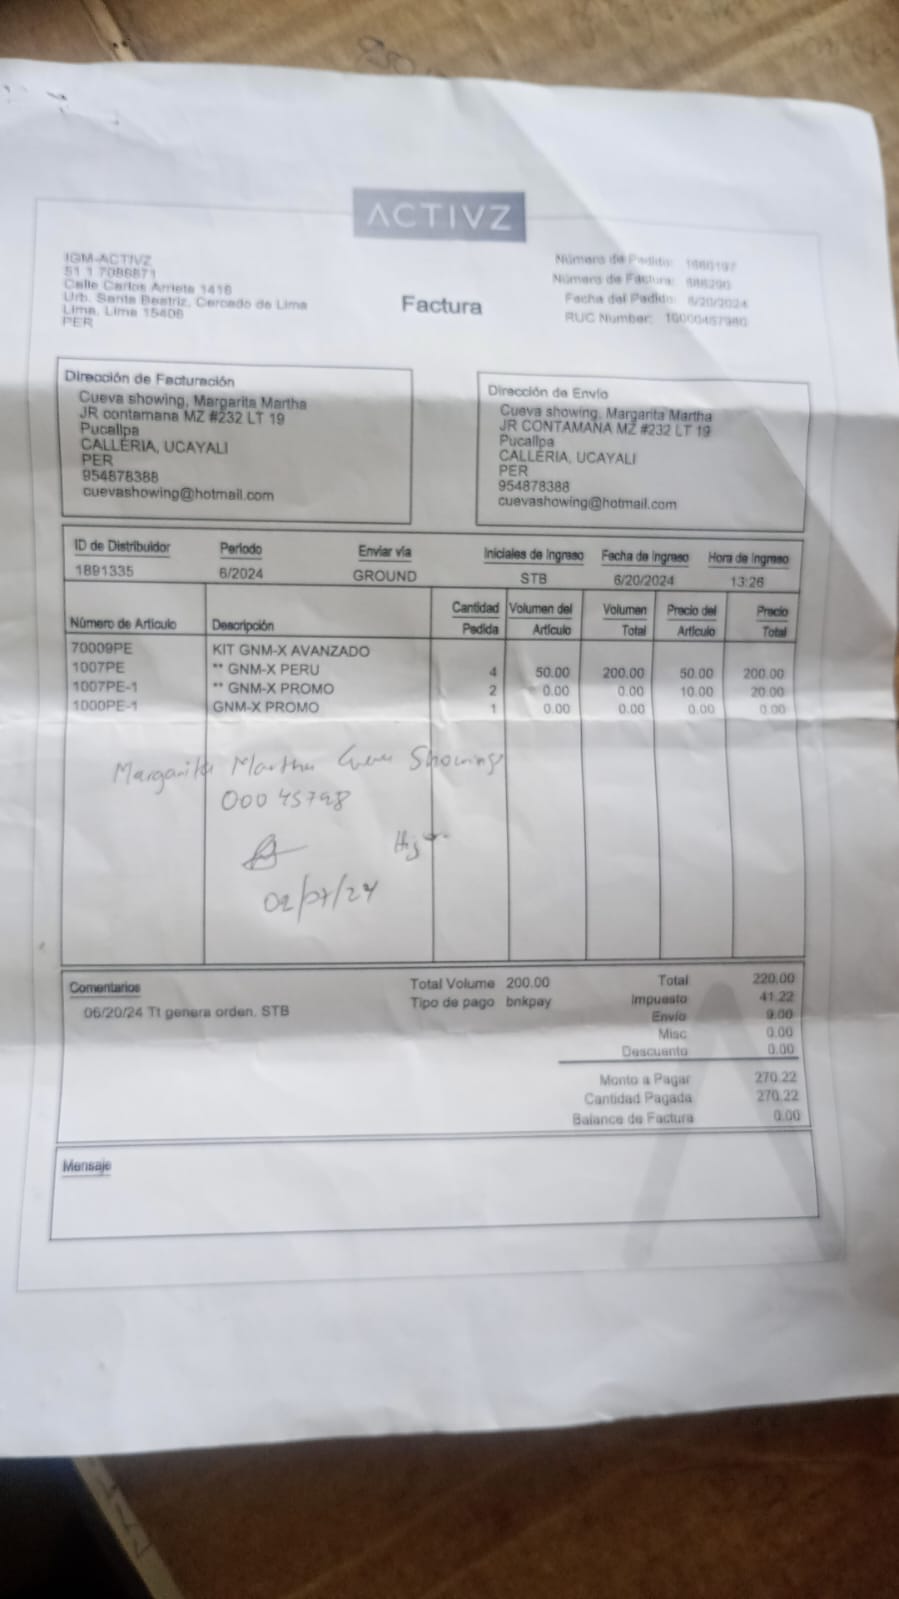 ACTIVZ
IGM-ACTIVZ
51 1 7086871
Calle Carlos Arrieta 1416
Urb. Santa Beatriz, Cercado de Lima
Lima, Lima 15406
PER
Factura
Número de Pedido: 1660197
Número de Factura:
Fecha del Pedido: 6/20/2024
RUC Number:
Dirección de Facturación
Cueva showing, Margarita Martha
JR contamana MZ #232 LT 19
Pucallpa
CALLERIA, UCAYALI
PER
954878388
cuevashowing@hotmail.com
Dirección de Envío
Cueva showing, Margarita Martha
JR CONTAMANA MZ #232 LT 19
Pucallpa
CALLERIA, UCAYALI
PER
954878388
cuevashowing@hotmail.com
ID de Distribuidor Periodo Enviar vía Iniciales de Ingreso Fecha de Ingreso Hora de Ingreso
1891335 6/2024 GROUND STB 6/20/2024 13:26
Número de Artículo Descripción Cantidad Pedida Volumen del Artículo Volumen Total Precio del Artículo Precio Total
70009PE KIT GNM-X AVANZADO
1007PE ** GNM-X PERU 4 50.00 200.00 50.00 200.00
1007PE-1 ** GNM-X PROMO 2 0.00 0.00 10.00 20.00
1000PE-1 GNM-X PROMO 1 0.00 0.00 0.00 0.00
Margarita Martha Cueva Showing
00045798
02/07/24
Comentarios
06/20/24 Tt genera orden. STB
Total Volume 200.00
Tipo de pago bnkpay
Total 220.00
Impuesto 41.22
Envío 9.00
Misc 0.00
Descuento 0.00
Monto a Pagar 270.22
Cantidad Pagada 270.22
Balance de Factura 0.00
Mensaje